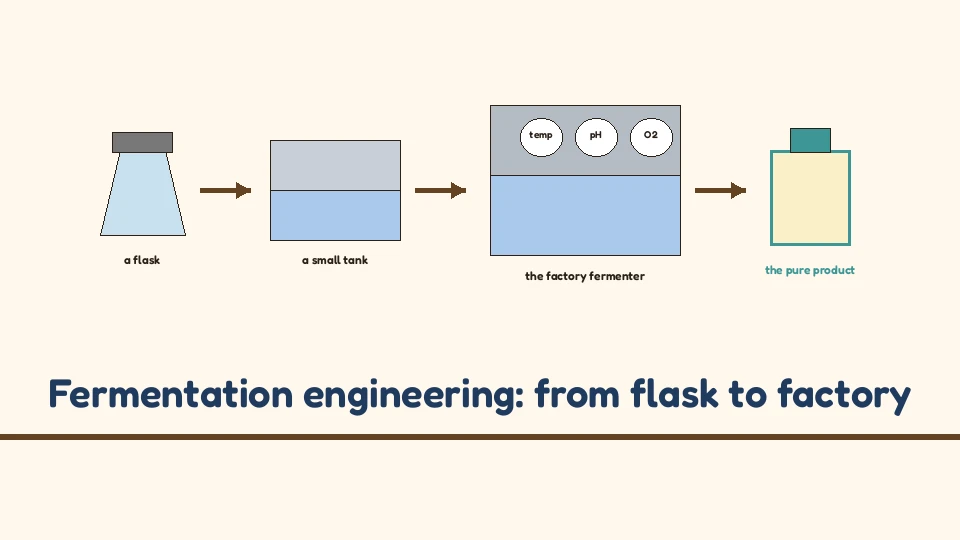 temp pH O2
a flask
a small tank
the factory fermenter
the pure product
Fermentation engineering: from flask to factory